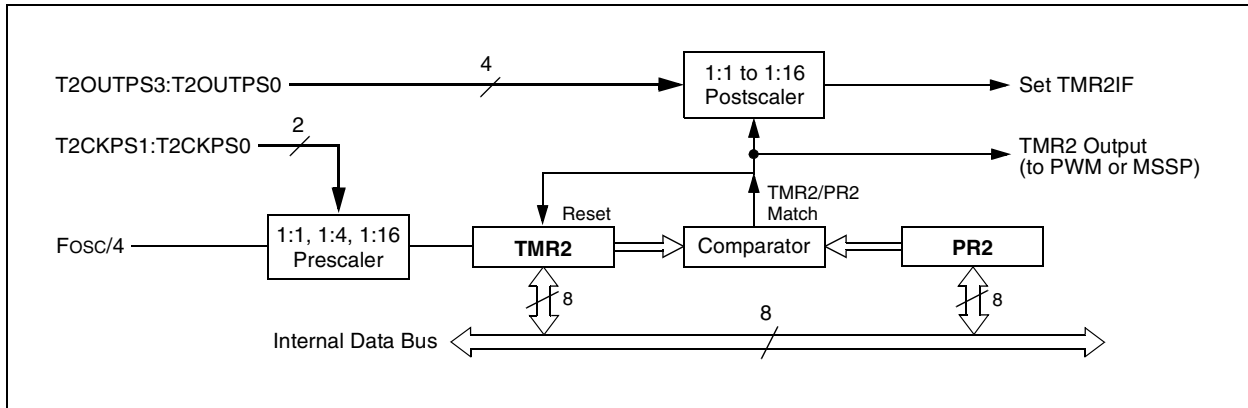 T2OUTPS3:T2OUTPS0
4
1:1 to 1:16
Postscaler
Set TMR2IF
T2CKPS1:T2CKPS0
2
TMR2 Output
(to PWM or MSSP)
TMR2/PR2
Match
Reset
FOSC/4
1:1, 1:4, 1:16
Prescaler
TMR2
Comparator
PR2
8
8
8
Internal Data Bus